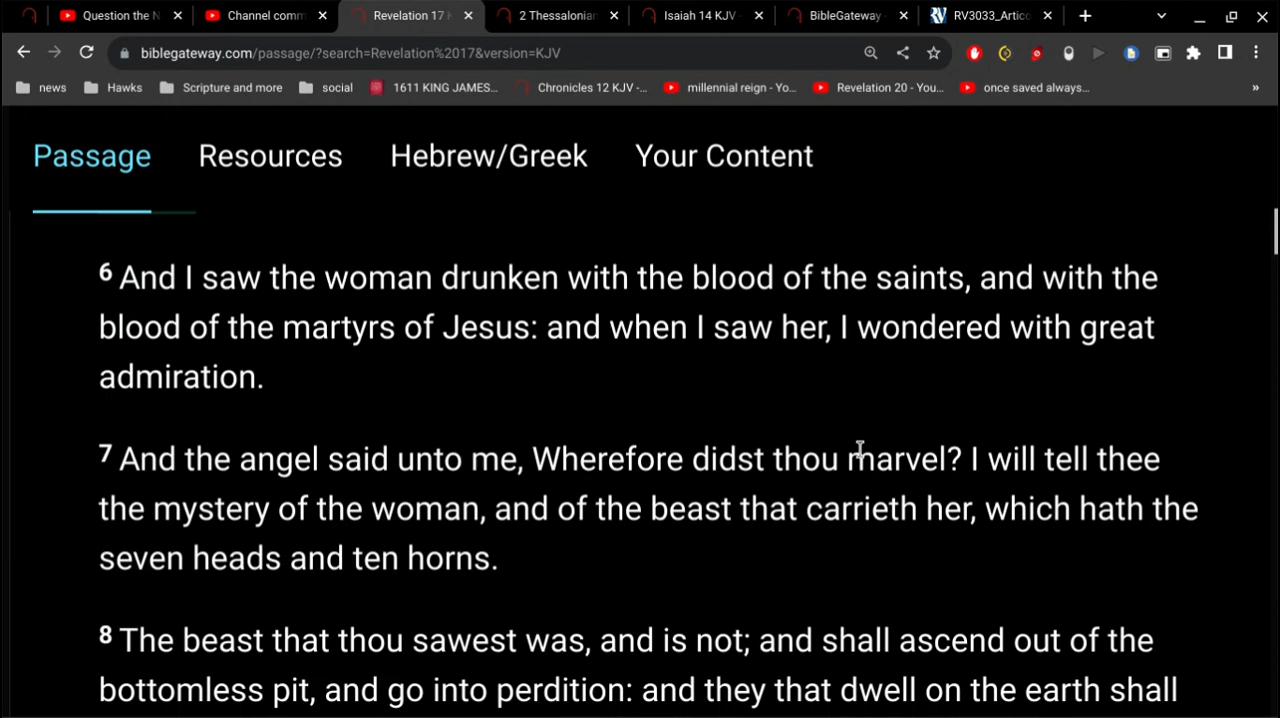 Question the N
Channel comm
Revelation 17 K
2 Thessalonian
Isaiah 14 KJV -
BibleGateway -
RV3033_Artico
biblegateway.com/passage/?search=Revelation%2017&version=KJV
news
Hawks
Scripture and more
social
1611 KING JAMES...
Chronicles 12 KJV -...
millennial reign - Yo...
Revelation 20 - You...
once saved always...
Passage
Resources
Hebrew/Greek
Your Content
6 And I saw the woman drunken with the blood of the saints, and with the
blood of the martyrs of Jesus: and when I saw her, I wondered with great
admiration.
7 And the angel said unto me, Wherefore didst thou marvel? I will tell thee
the mystery of the woman, and of the beast that carrieth her, which hath the
seven heads and ten horns.
8 The beast that thou sawest was, and is not; and shall ascend out of the
bottomless pit, and go into perdition: and they that dwell on the earth shall